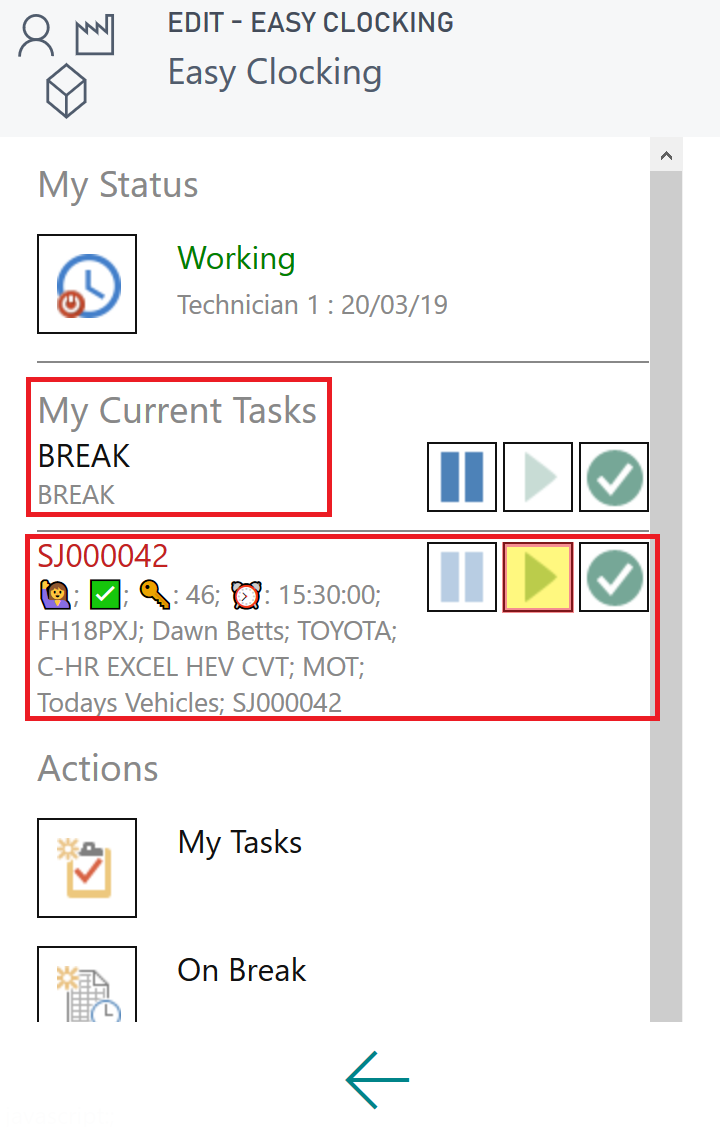 EDIT - EASY CLOCKING
Easy Clocking
My Status
Working
Technician 1 : 20/03/19
My Current Tasks
BREAK
BREAK
SJ000042
🙋‍♀️; ✅; 🔑: 46; ⏰: 15:30:00;
FH18PXJ; Dawn Betts; TOYOTA;
C-HR EXCEL HEV CVT; MOT;
Todays Vehicles; SJ000042
Actions
My Tasks
On Break